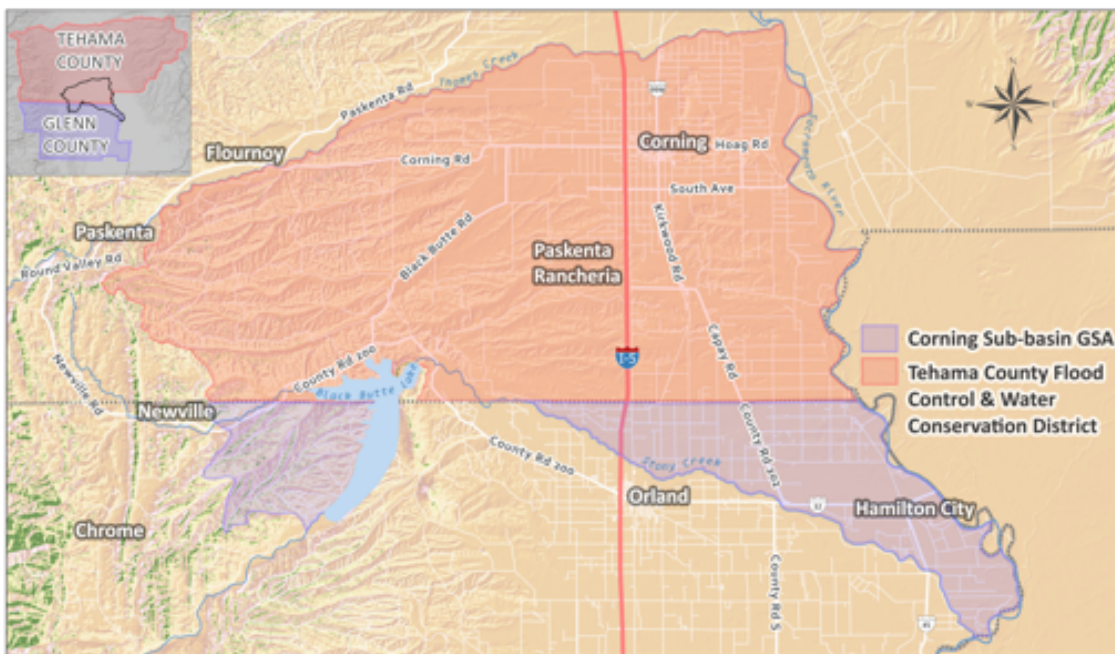 TEHAMA
COUNTY
GLENN
COUNTY
Thomes Creek
Paskenta Rd
N
W
E
S
Flournoy
Corning Rd
Corning
Hoag Rd
Sacramento River
South Ave
Paskenta
Black Butte Rd
Kirkwood Rd
Round Valley Rd
Paskenta
Rancheria
Capay Rd
I-5
Corning Sub-basin GSA
County Rd 200
Black Butte Lake
Tehama County Flood
Control & Water
Conservation District
Newville Rd
Newville
County Rd 200
Stony Creek
County Rd 202
Orland
32
Hamilton City
Chrome
County Rd S
45